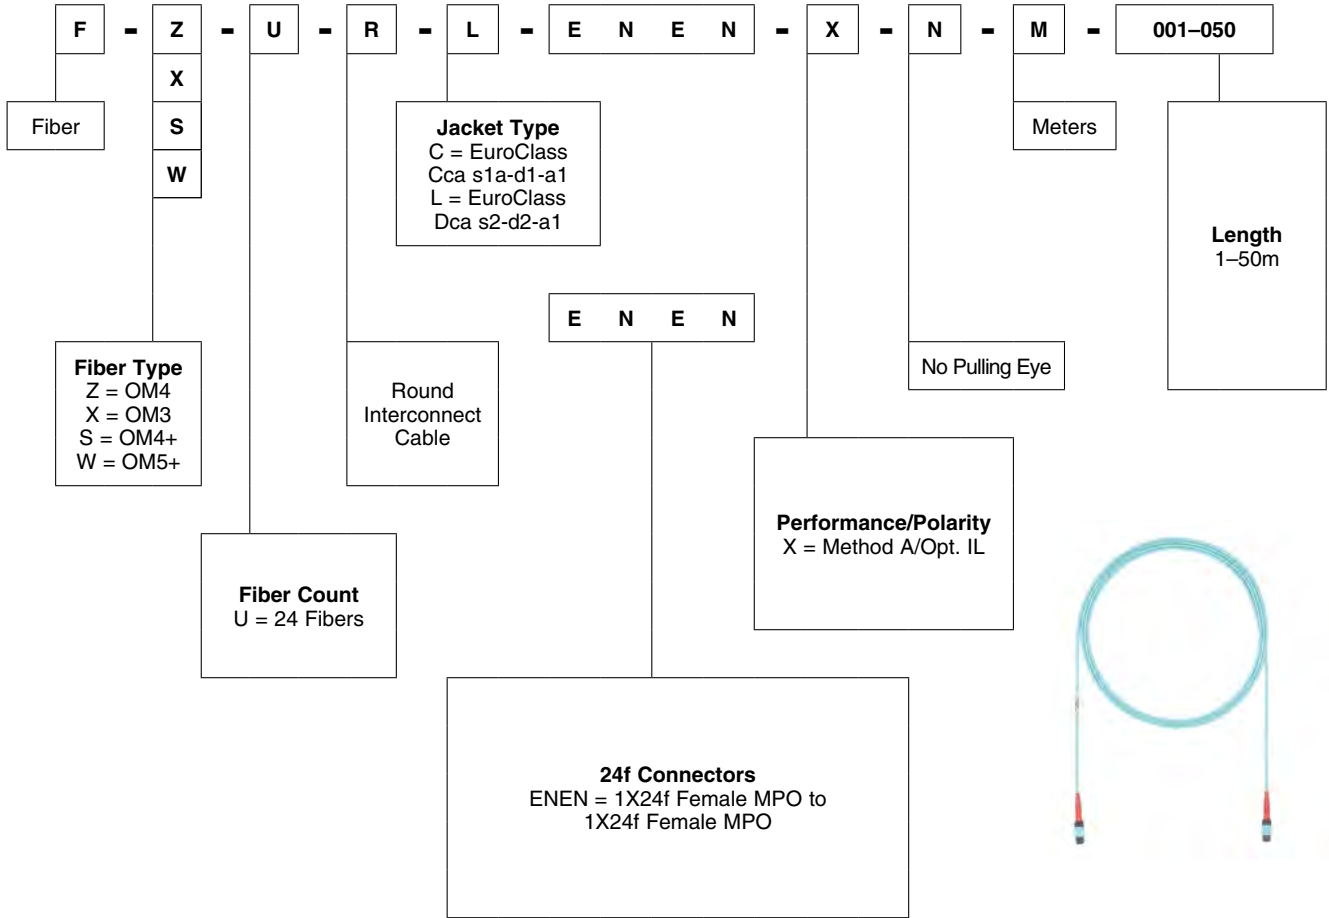 F - Z - U - R - L - E N E N - X - N - M - 001–050
X
S
W
Fiber
Jacket Type
C = EuroClass
Cca s1a-d1-a1
L = EuroClass
Dca s2-d2-a1
Meters
Length
1–50m
E N E N
Fiber Type
Z = OM4
X = OM3
S = OM4+
W = OM5+
Round
Interconnect
Cable
No Pulling Eye
Performance/Polarity
X = Method A/Opt. IL
Fiber Count
U = 24 Fibers
24f Connectors
ENEN = 1X24f Female MPO to
1X24f Female MPO